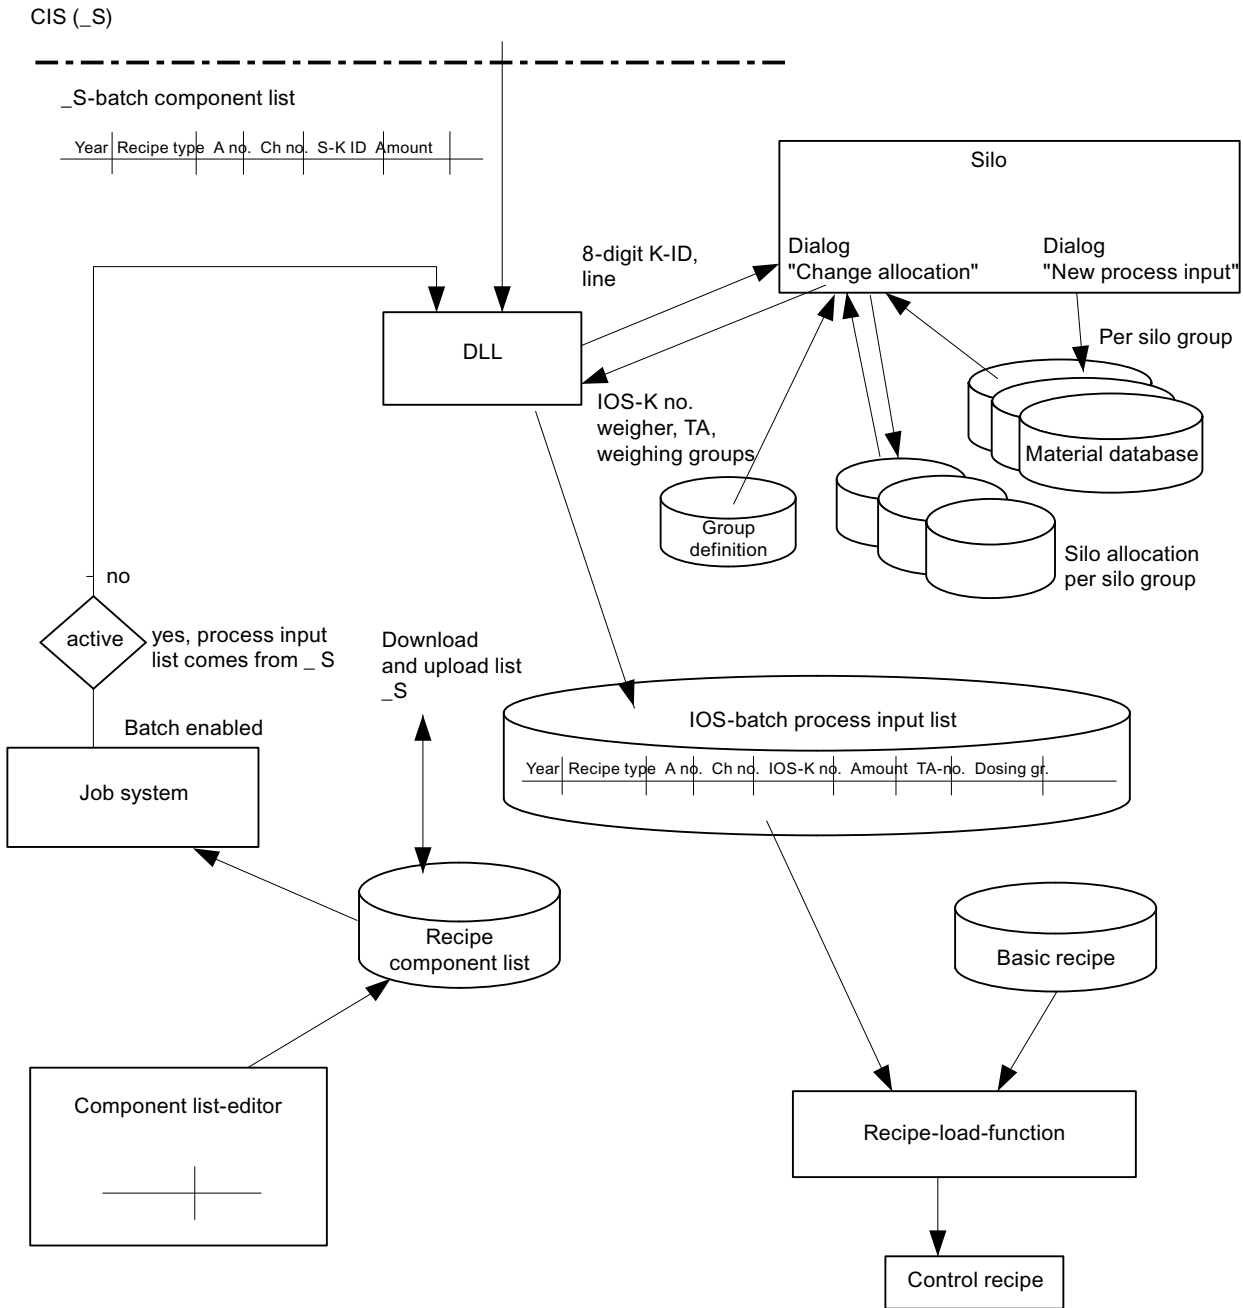 CIS (_S)
_S-batch component list
Year Recipe type A no. Ch no. S-K ID Amount
Silo
Dialog
"Change allocation"
Dialog
"New process input"
8-digit K-ID,
line
DLL
Per silo group
IOS-K no.
weigher, TA,
weighing groups
Material database
Group
definition
Silo allocation
per silo group
no
active
yes, process input
list comes from _ S
Download
and upload list
_S
Batch enabled
Job system
IOS-batch process input list
Year Recipe type A no. Ch no. IOS-K no. Amount TA-no. Dosing gr.
Recipe
component list
Basic recipe
Component list-editor
Recipe-load-function
Control recipe